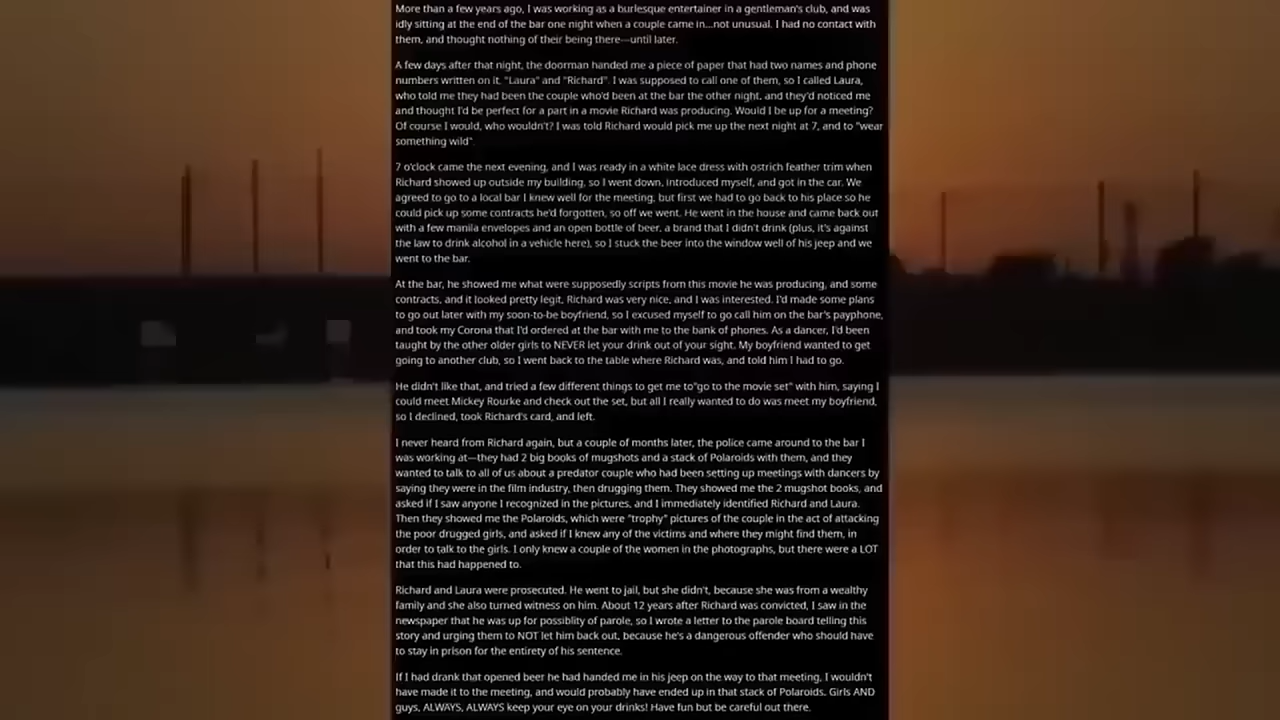 More than a few years ago, I was working as a burlesque entertainer in a gentleman's club, and was
idly sitting at the end of the bar one night when a couple came in...not unusual. I had no contact with
them, and thought nothing of their being there---until later.
A few days after that night, the doorman handed me a piece of paper that had two names and phone
numbers written on it, "Laura" and "Richard". I was supposed to call one of them, so I called Laura,
who told me they had been the couple who'd been at the bar the other night, and they'd noticed me
and thought I'd be perfect for a part in a movie Richard was producing. Would I be up for a meeting?
Of course I would, who wouldn't? I was told Richard would pick me up the next night at 7, and to "wear
something wild".
7 o'clock came the next evening, and I was ready in a white lace dress with ostrich feather trim when
Richard showed up outside my building, so I went down, introduced myself, and got in the car. We
agreed to go to a local bar I knew well for the meeting, but first we had to go back to his place so he
could pick up some contracts he'd forgotten, so off we went. He went in the house and came back out
with a few manila envelopes and an open bottle of beer, a brand that I didn't drink (plus, it's against
the law to drink alcohol in a vehicle here), so I stuck the beer into the window well of his jeep and we
went to the bar.
At the bar, he showed me what were supposedly scripts from this movie he was producing, and some
contracts, and it looked pretty legit, Richard was very nice, and I was interested. I'd made some plans
to go out later with my soon-to-be boyfriend, so I excused myself to go call him on the bar's payphone,
and took my Corona that I'd ordered at the bar with me to the bank of phones. As a dancer, I'd been
taught by the other older girls to NEVER let your drink out of your sight. My boyfriend wanted to get
going to another club, so I went back to the table where Richard was, and told him I had to go.
He didn't like that, and tried a few different things to get me to"go to the movie set" with him, saying I
could meet Mickey Rourke and check out the set, but all I really wanted to do was meet my boyfriend,
so I declined, took Richard's card, and left.
I never heard from Richard again, but a couple of months later, the police came around to the bar I
was working at---they had 2 big books of mugshots and a stack of Polaroids with them, and they
wanted to talk to all of us about a predator couple who had been setting up meetings with dancers by
saying they were in the film industry, then drugging them. They showed me the 2 mugshot books, and
asked if I saw anyone I recognized in the pictures, and I immediately identified Richard and Laura.
Then they showed me the Polaroids, which were "trophy" pictures of the couple in the act of attacking
the poor drugged girls, and asked if I knew any of the victims and where they might find them, in
order to talk to the girls. I only knew a couple of the women in the photographs, but there were a LOT
that this had happened to.
Richard and Laura were prosecuted. He went to jail, but she didn't, because she was from a wealthy
family and she also turned witness on him. About 12 years after Richard was convicted, I saw in the
newspaper that he was up for possiblity of parole, so I wrote a letter to the parole board telling this
story and urging them to NOT let him back out, because he's a dangerous offender who should have
to stay in prison for the entirety of his sentence.
If I had drank that opened beer he had handed me in his jeep on the way to that meeting, I wouldn't
have made it to the meeting, and would probably have ended up in that stack of Polaroids. Girls AND
guys, ALWAYS, ALWAYS keep your eye on your drinks! Have fun but be careful out there.